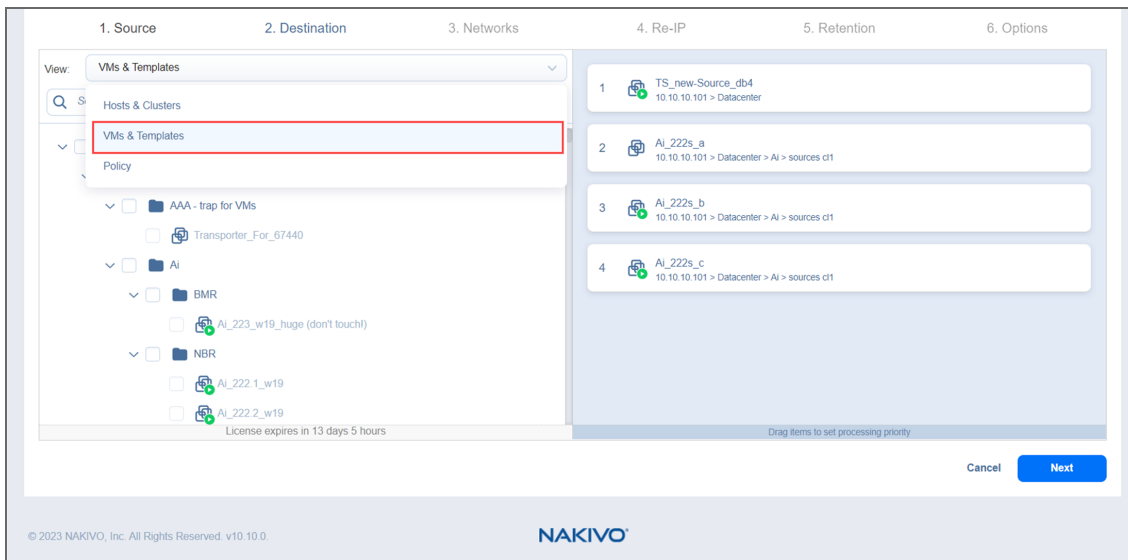 1. Source 2. Destination 3. Networks 4. Re-IP 5. Retention 6. Options
View: VMs & Templates
Hosts & Clusters
VMs & Templates
Policy
AAA - trap for VMs
Transporter_For_67440
Ai
BMR
Ai_223_w19_huge (don't touch!)
NBR
Ai_222.1_w19
Ai_222.2_w19
License expires in 13 days 5 hours
1 TS_new-Source_db4
10.10.10.101 > Datacenter
2 Ai_222s_a
10.10.10.101 > Datacenter > Ai > sources cl1
3 Ai_222s_b
10.10.10.101 > Datacenter > Ai > sources cl1
4 Ai_222s_c
10.10.10.101 > Datacenter > Ai > sources cl1
Drag items to set processing priority
Cancel Next
© 2023 NAKIVO, Inc. All Rights Reserved. v10.10.0.
NAKIVO®